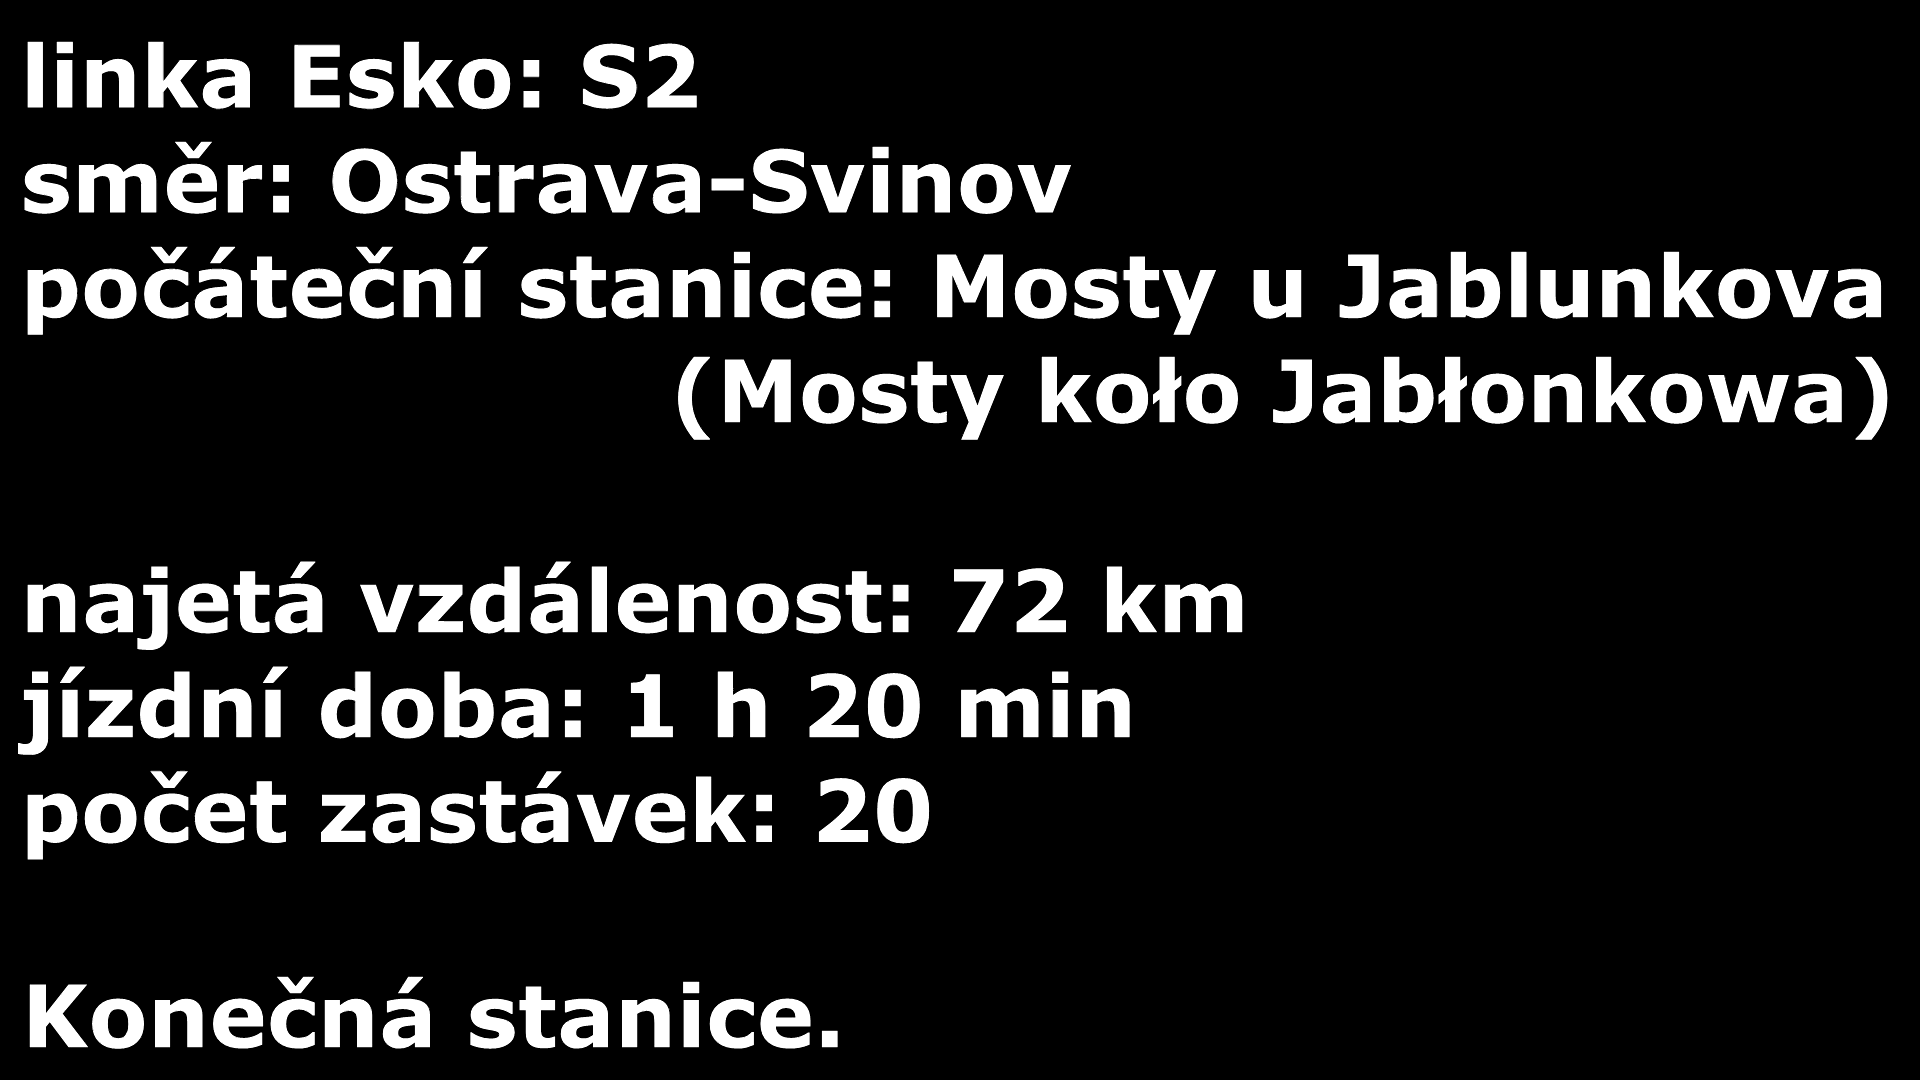 linka Esko: S2
směr: Ostrava-Svinov
počáteční stanice: Mosty u Jablunkova
(Mosty koło Jabłonkowa)
najetá vzdálenost: 72 km
jízdní doba: 1 h 20 min
počet zastávek: 20
Konečná stanice.